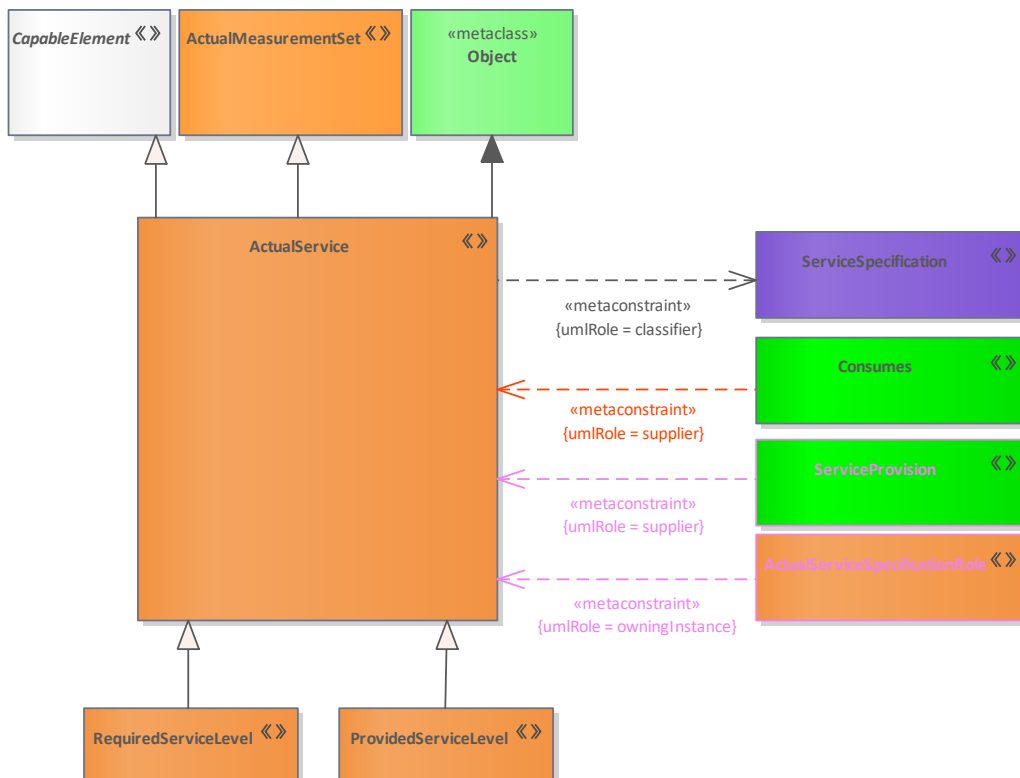 CapableElement «»
ActualMeasurementSet «»
«metaclass»
Object
ActualService «»
ServiceSpecification «»
«metaconstraint»
{umlRole = classifier}
Consumes «»
«metaconstraint»
{umlRole = supplier}
ServiceProvision «»
«metaconstraint»
{umlRole = supplier}
ActualServiceSpecificationRole «»
«metaconstraint»
{umlRole = owningInstance}
RequiredServiceLevel «»
ProvidedServiceLevel «»